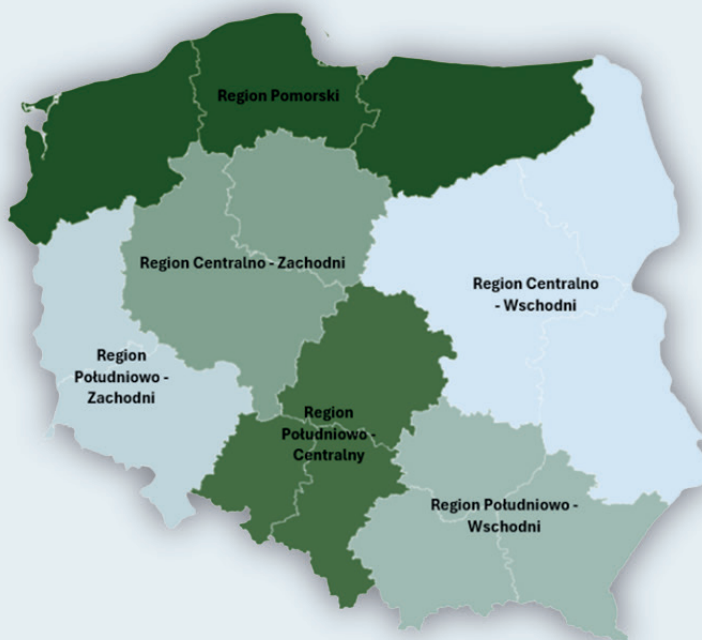 Region Pomorski
Region Centralno - Zachodni
Region Centralno
- Wschodni
Region
Południowo -
Zachodni
Region
Południowo -
Centralny
Region Południowo -
Wschodni